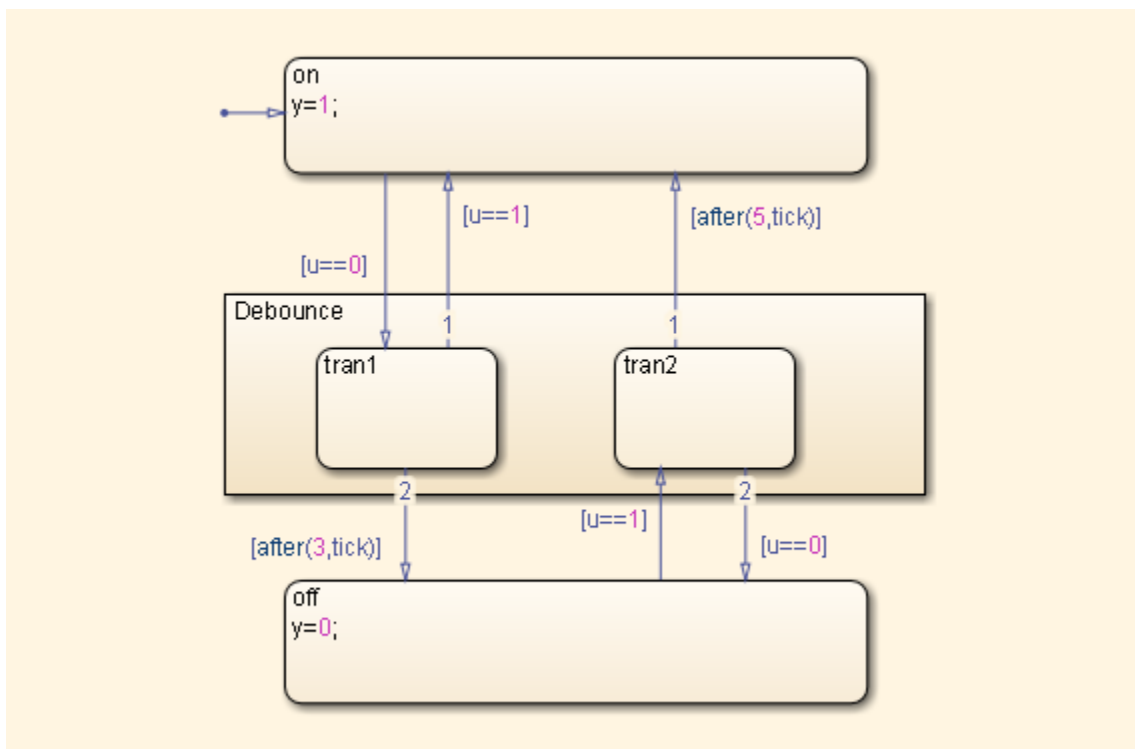 on
y=1;
[u==1]
[after(5,tick)]
[u==0]
Debounce
1
1
tran1
tran2
2
2
[u==1]
[after(3,tick)]
[u==0]
off
y=0;